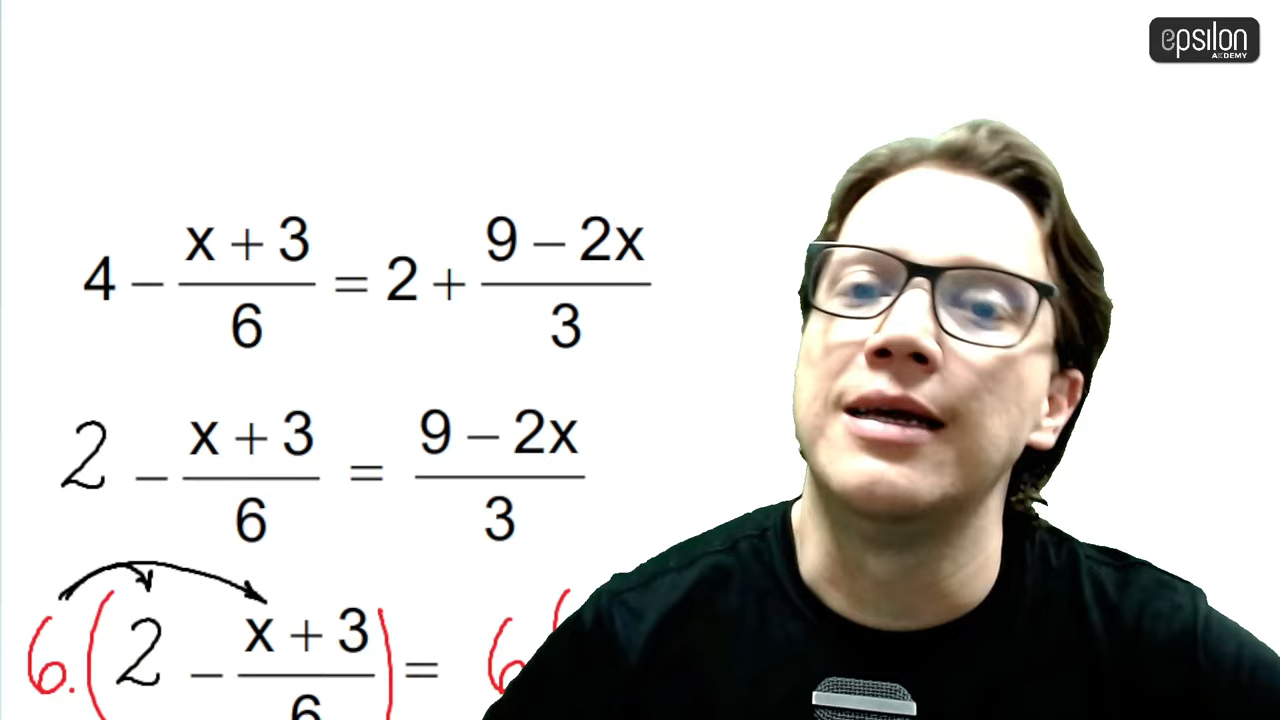 epsilon
AκDEMY
4 − (x + 3)/6 = 2 + (9 − 2x)/3
2 − (x + 3)/6 = (9 − 2x)/3
6.(2 − (x + 3)/6) = 6(